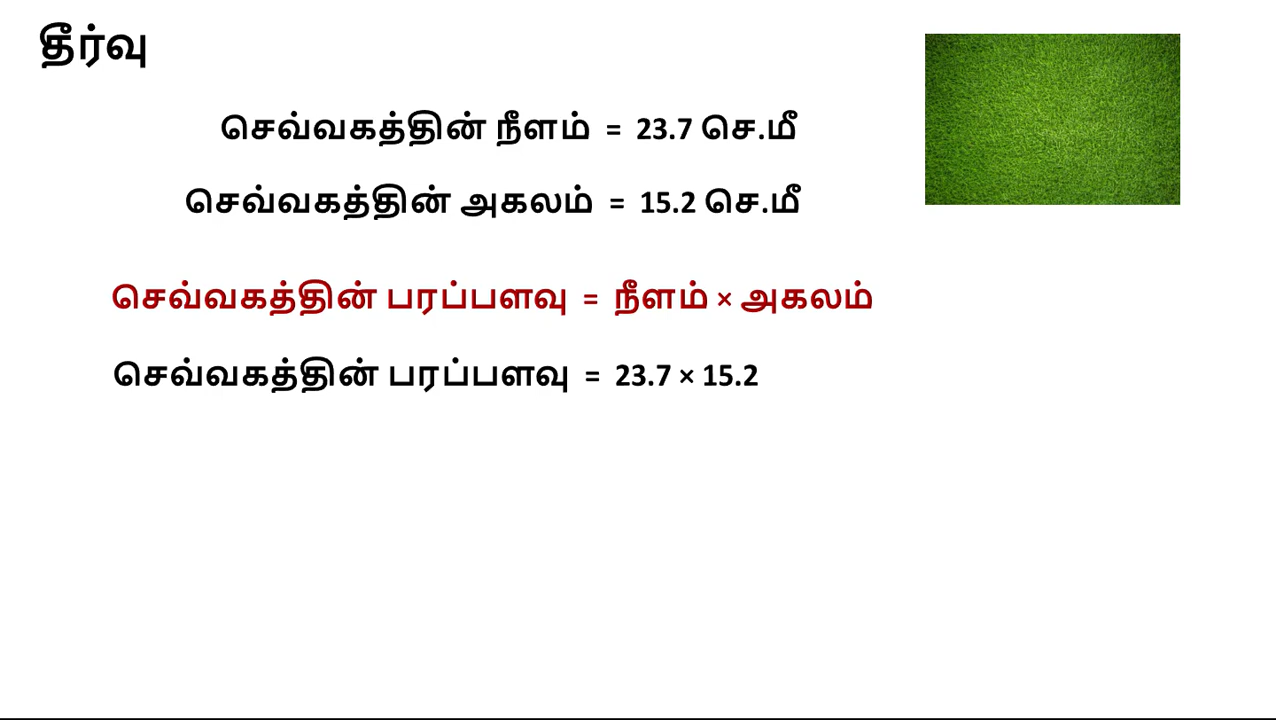 தீர்வு
செவ்வகத்தின் நீளம் = 23.7 செ.மீ
செவ்வகத்தின் அகலம் = 15.2 செ.மீ
செவ்வகத்தின் பரப்பளவு = நீளம் × அகலம்
செவ்வகத்தின் பரப்பளவு = 23.7 × 15.2